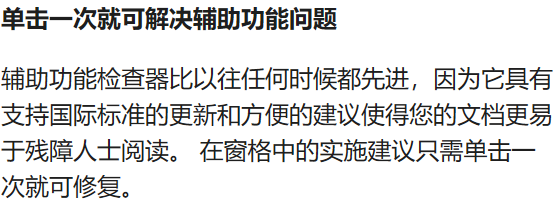 单击一次就可解决辅助功能问题
辅助功能检查器比以往任何时候都先进，因为它具有
支持国际标准的更新和方便的建议使得您的文档更易
于残障人士阅读。 在窗格中的实施建议只需单击一
次就可修复。